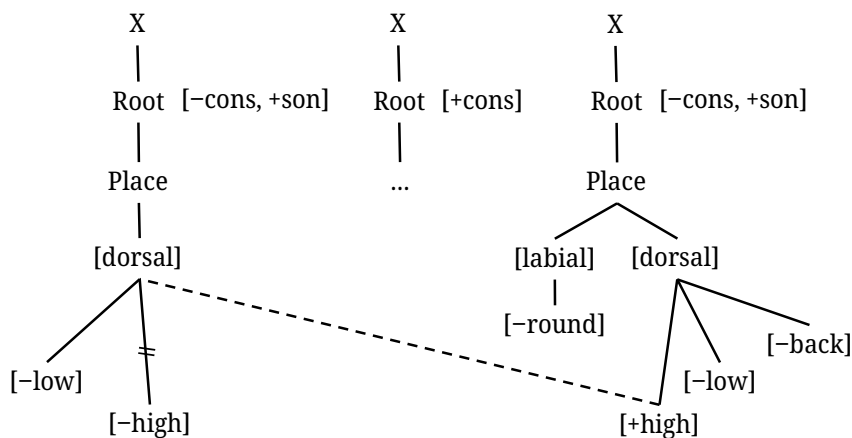 X X X
Root [−cons, +son] Root [+cons] Root [−cons, +son]
Place ... Place
[dorsal] [labial] [dorsal]
[−round]
[−back]
[−low] [−low]
[−high] [+high]